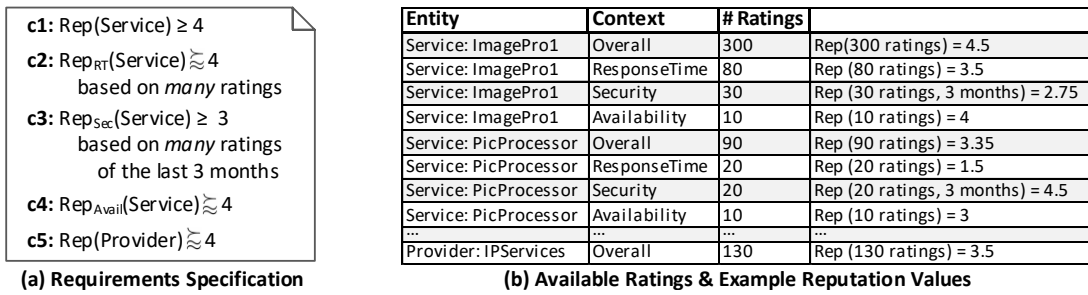 c1: Rep(Service) ≥ 4
c2: Rep_RT(Service) ≿ 4
based on many ratings
c3: Rep_Sec(Service) ≥ 3
based on many ratings
of the last 3 months
c4: Rep_Avail(Service) ≿ 4
c5: Rep(Provider) ≿ 4
(a) Requirements Specification
Entity Context # Ratings
Service: ImagePro1 Overall 300 Rep(300 ratings) = 4.5
Service: ImagePro1 ResponseTime 80 Rep (80 ratings) = 3.5
Service: ImagePro1 Security 30 Rep (30 ratings, 3 months) = 2.75
Service: ImagePro1 Availability 10 Rep (10 ratings) = 4
Service: PicProcessor Overall 90 Rep (90 ratings) = 3.35
Service: PicProcessor ResponseTime 20 Rep (20 ratings) = 1.5
Service: PicProcessor Security 20 Rep (20 ratings, 3 months) = 4.5
Service: PicProcessor Availability 10 Rep (10 ratings) = 3
... ... ... ...
Provider: IPServices Overall 130 Rep (130 ratings) = 3.5
(b) Available Ratings & Example Reputation Values